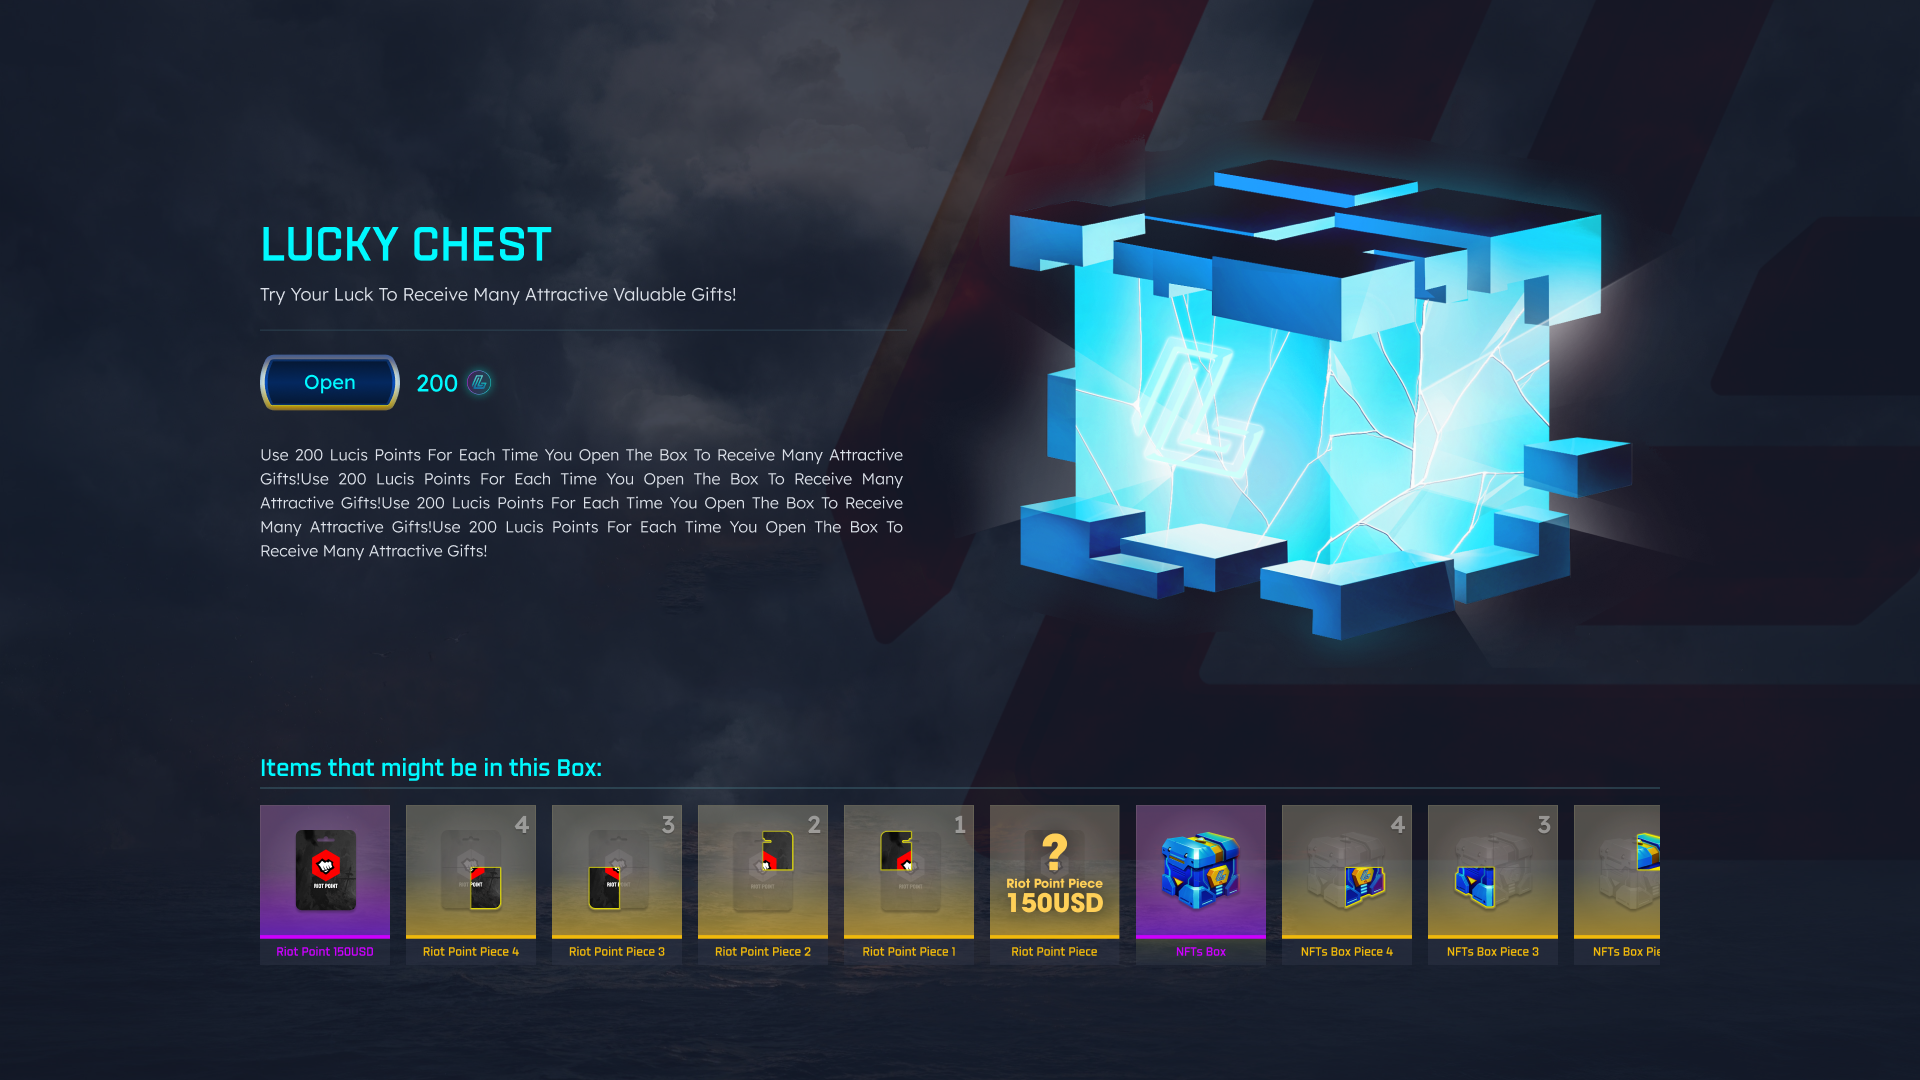 LUCKY CHEST
Try Your Luck To Receive Many Attractive Valuable Gifts!
Open
200
Use 200 Lucis Points For Each Time You Open The Box To Receive Many Attractive
Gifts!Use 200 Lucis Points For Each Time You Open The Box To Receive Many
Attractive Gifts!Use 200 Lucis Points For Each Time You Open The Box To Receive
Many Attractive Gifts!Use 200 Lucis Points For Each Time You Open The Box To
Receive Many Attractive Gifts!
Items that might be in this Box:
RIOT POINT
Riot Point 150USD
4
Riot Point Piece 4
3
Riot Point Piece 3
2
RIOT POINT
Riot Point Piece 2
1
RIOT POINT
Riot Point Piece 1
?
Riot Point Piece
150USD
Riot Point Piece
NFTs Box
4
NFTs Box Piece 4
3
NFTs Box Piece 3
NFTs Box Pie